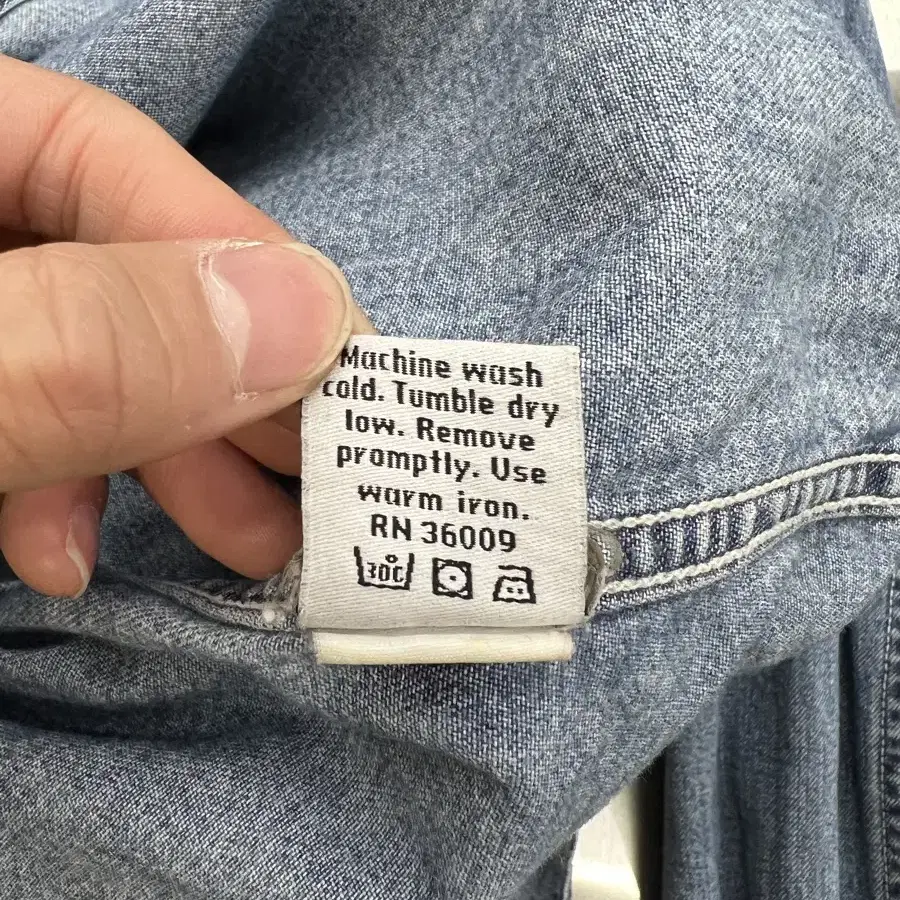 Machine wash
cold. Tumble dry
low. Remove
promptly. Use
warm iron.
RN 36009
30C